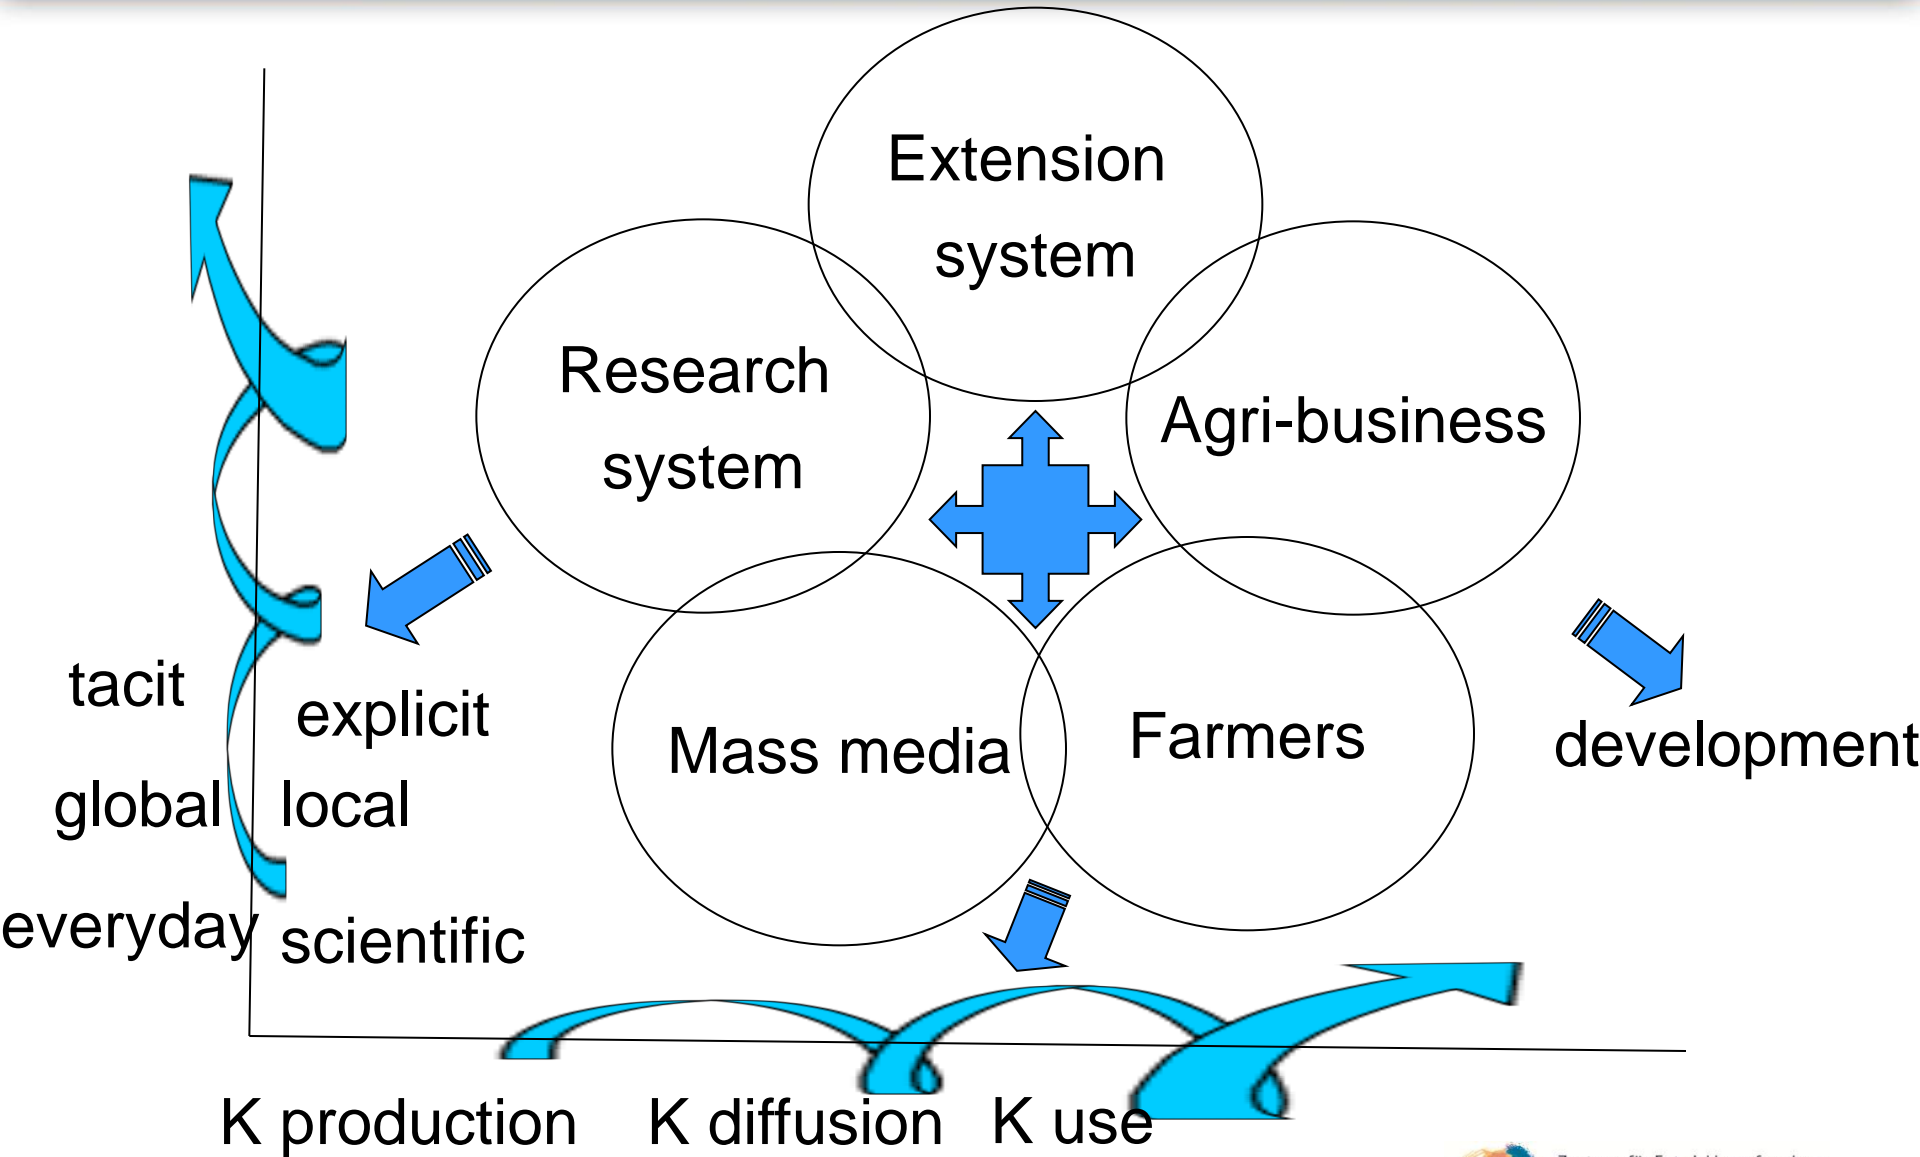 Extension
system
Research
system
Agri-business
Mass media
Farmers
development
tacit
explicit
global
local
everyday
scientific
K production
K diffusion
K use